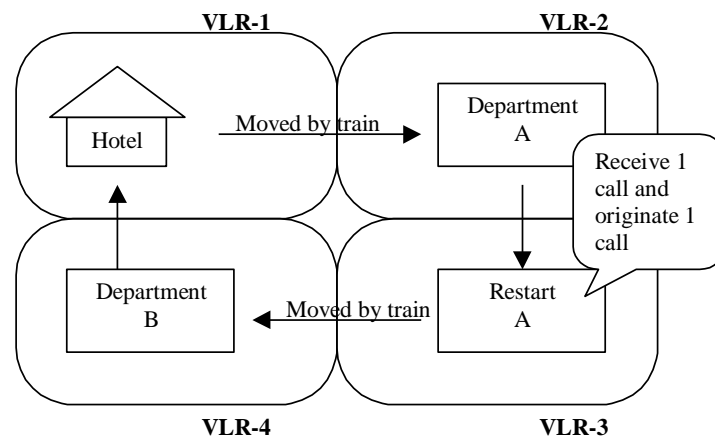 VLR-1
VLR-2
Hotel
Moved by train
Department
A
Receive 1
call and
originate 1
call
Department
B
Moved by train
Restart
A
VLR-4
VLR-3